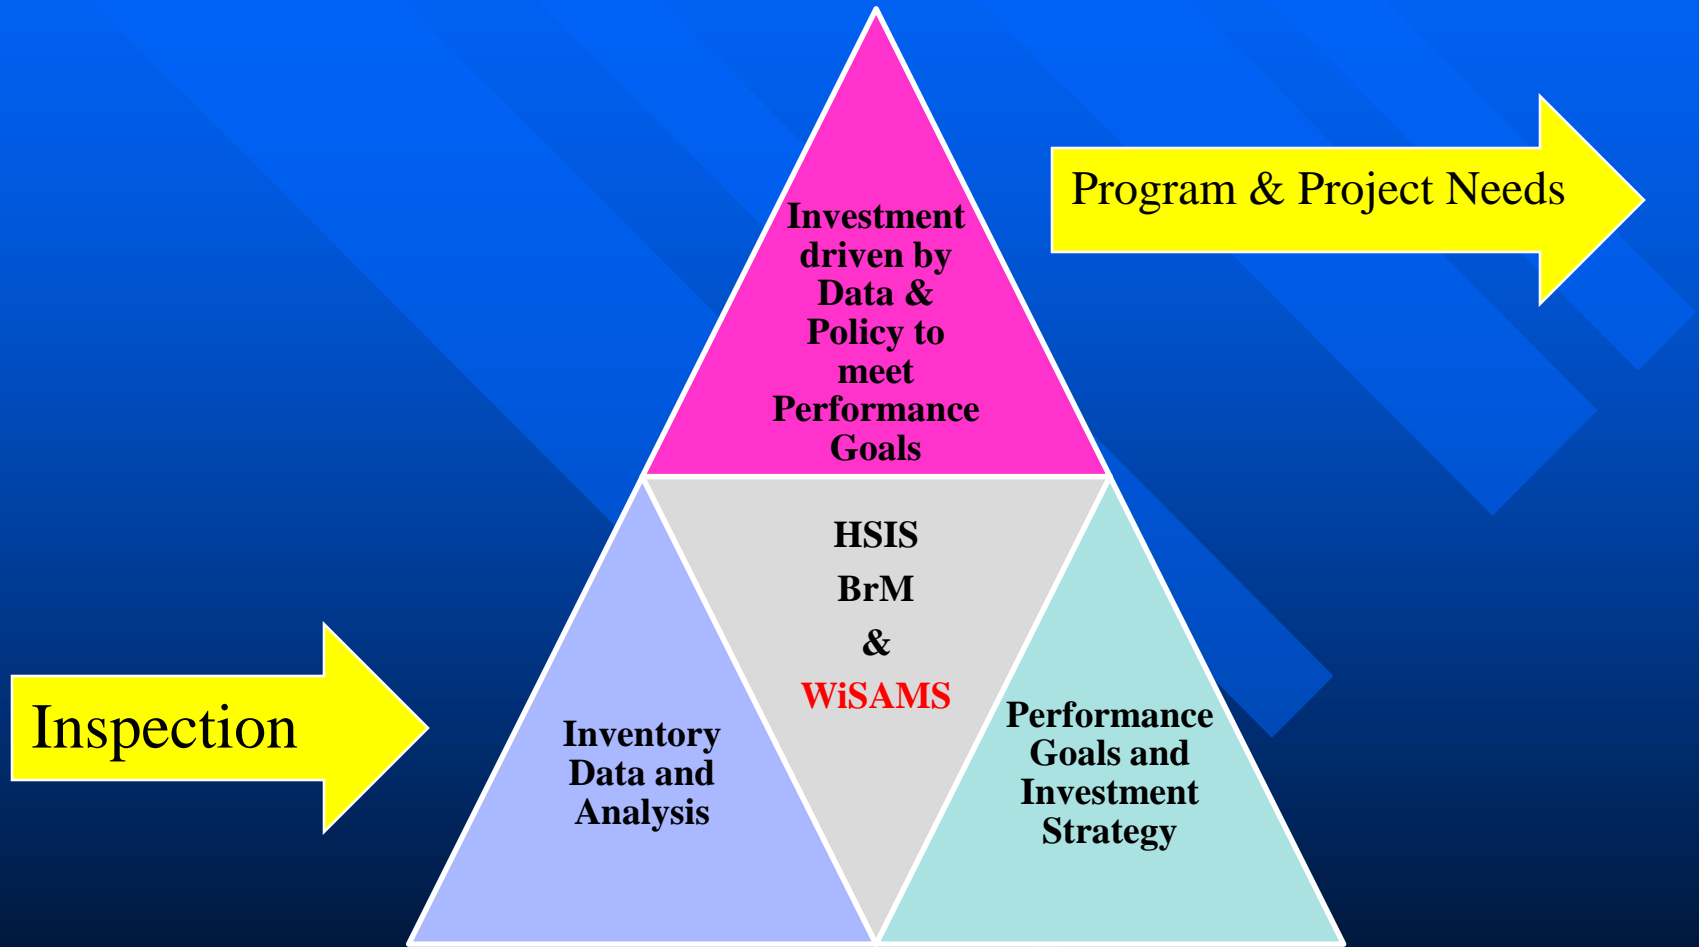 Investment
driven by
Data &
Policy to
meet
Performance
Goals
Program & Project Needs
HSIS
BrM
&
WiSAMS
Inspection
Inventory
Data and
Analysis
Performance
Goals and
Investment
Strategy